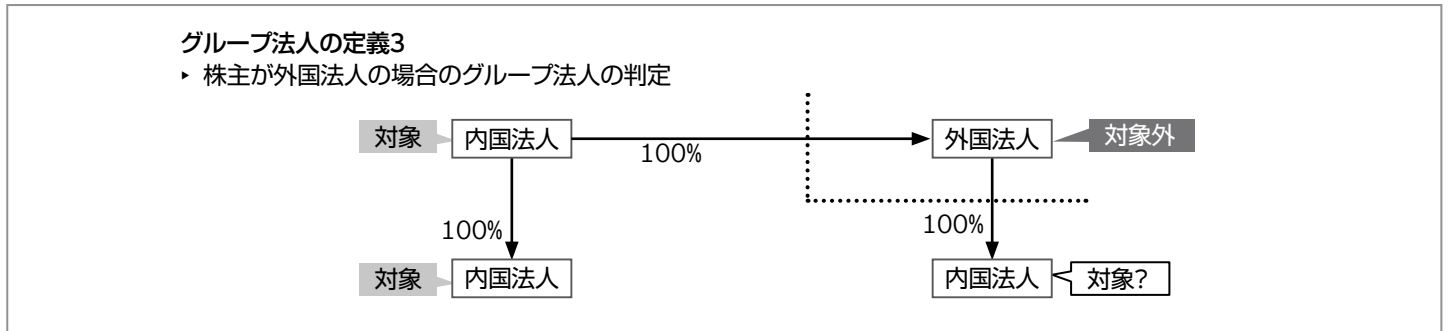 グループ法人の定義3
▸ 株主が外国法人の場合のグループ法人の判定
対象 内国法人 100% 外国法人 対象外
100% 100%
対象 内国法人 内国法人 対象?